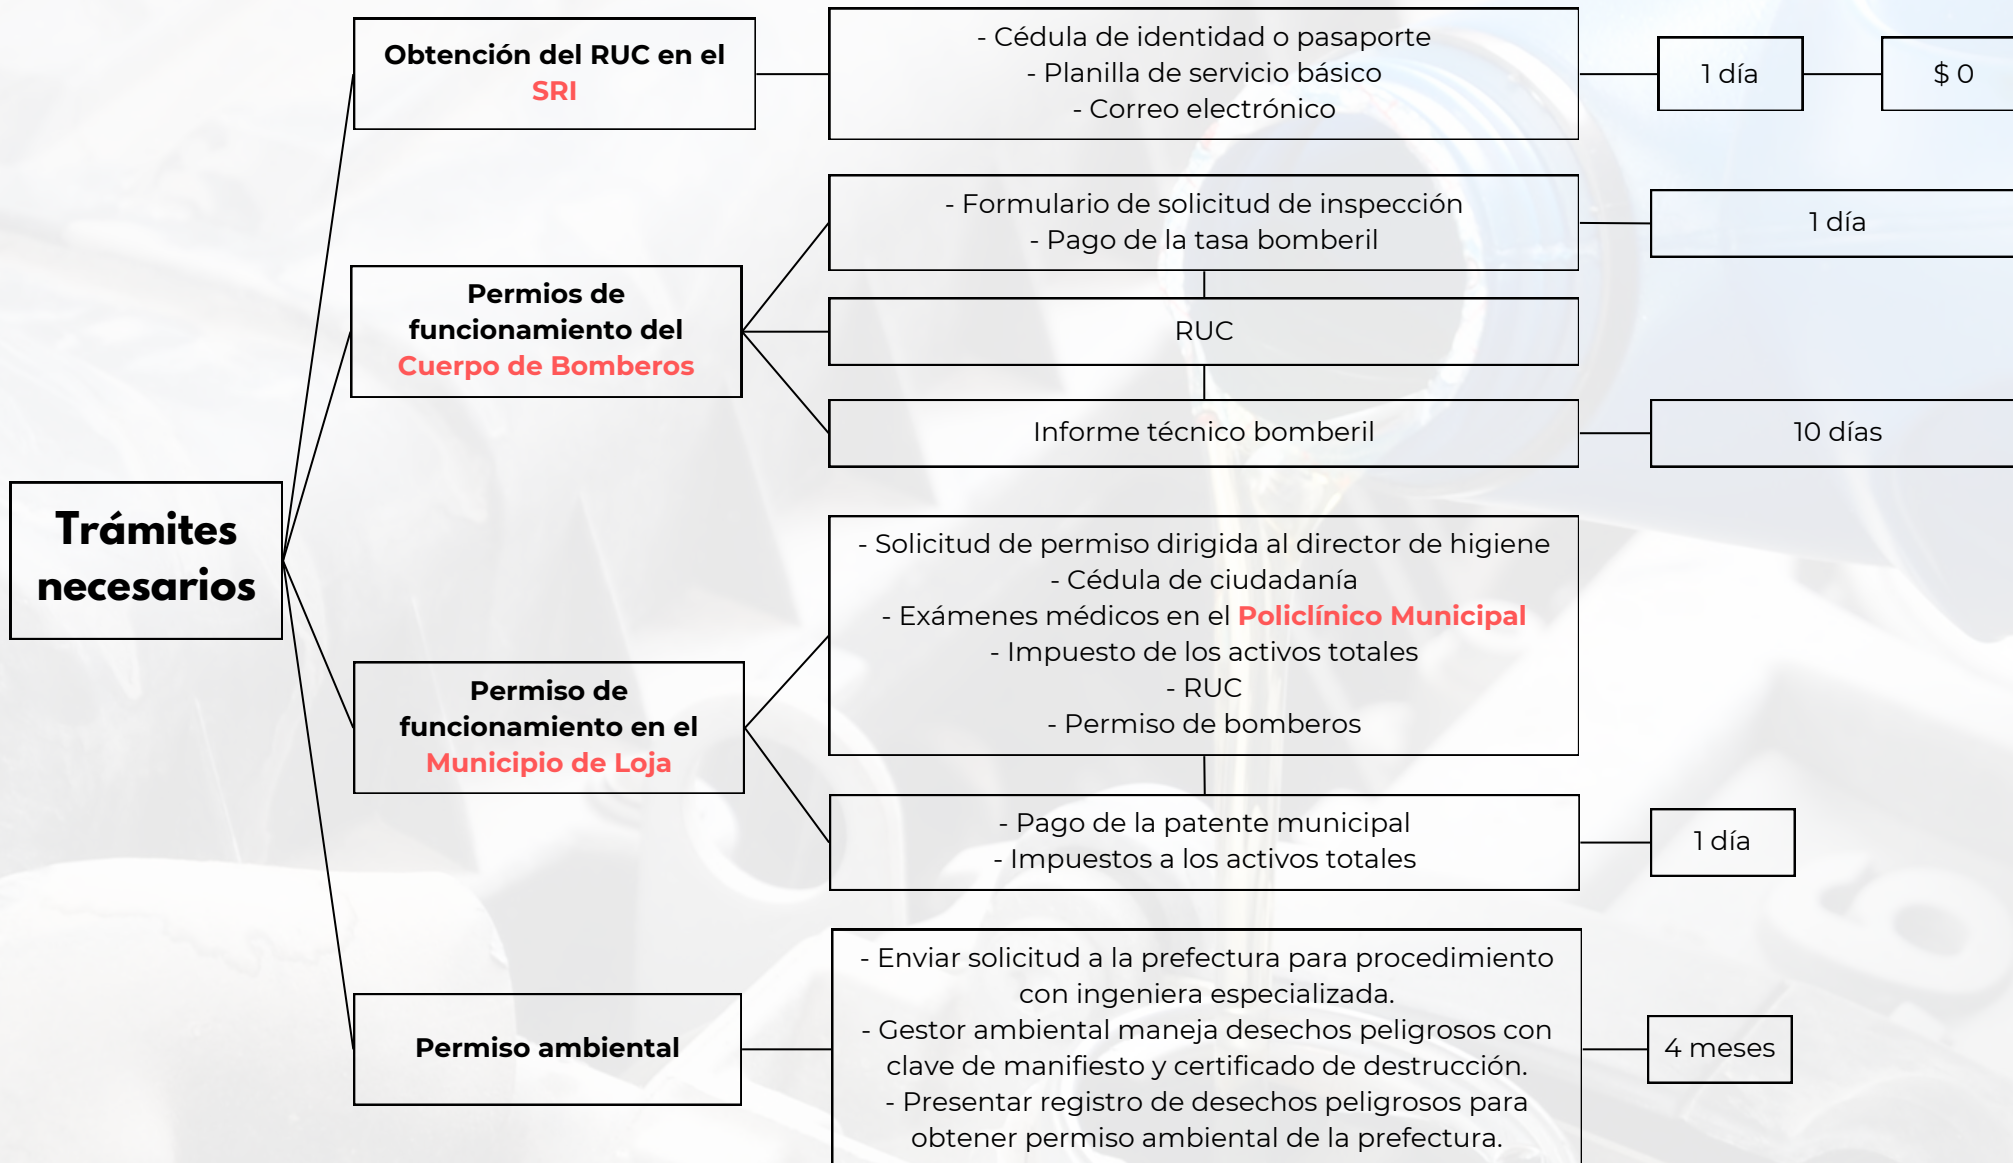 Trámites
necesarios
Obtención del RUC en el
SRI
- Cédula de identidad o pasaporte
- Planilla de servicio básico
- Correo electrónico
1 día
$ 0
Permios de
funcionamiento del
Cuerpo de Bomberos
- Formulario de solicitud de inspección
- Pago de la tasa bomberil
1 día
RUC
Informe técnico bomberil
10 días
Permiso de
funcionamiento en el
Municipio de Loja
- Solicitud de permiso dirigida al director de higiene
- Cédula de ciudadanía
- Exámenes médicos en el Policlínico Municipal
- Impuesto de los activos totales
- RUC
- Permiso de bomberos
- Pago de la patente municipal
- Impuestos a los activos totales
1 día
Permiso ambiental
- Enviar solicitud a la prefectura para procedimiento
con ingeniera especializada.
- Gestor ambiental maneja desechos peligrosos con
clave de manifiesto y certificado de destrucción.
- Presentar registro de desechos peligrosos para
obtener permiso ambiental de la prefectura.
4 meses